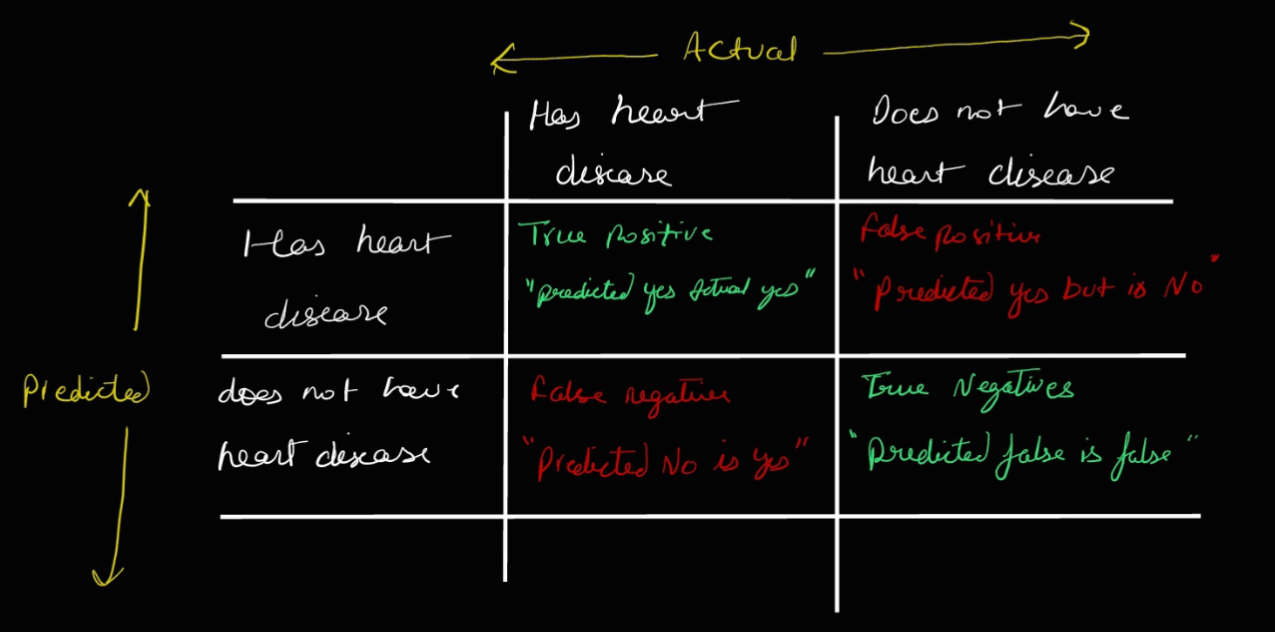 Actual
Has heart
disease
Does not have
heart disease
Has heart
disease
True positive
"predicted yes actual yes"
False positive
"Predicted yes but is No"
Predicted
does not have
heart disease
False negative
"Predicted No is yes"
True Negatives
"Predicted false is false"